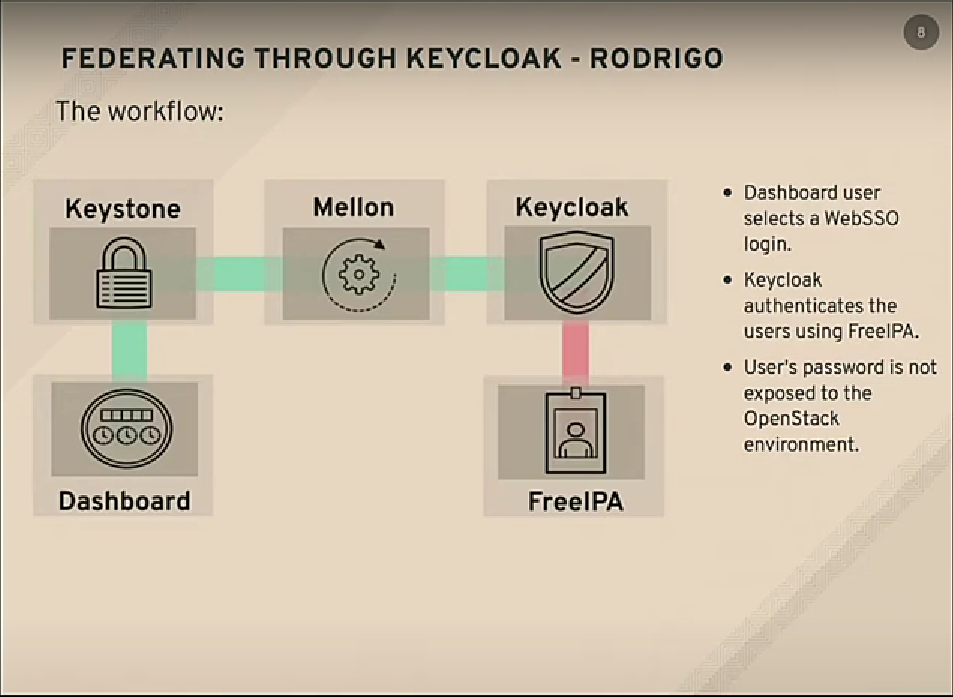 8
FEDERATING THROUGH KEYCLOAK - RODRIGO
The workflow:
Keystone
Mellon
Keycloak
Dashboard
FreeIPA
• Dashboard user
selects a WebSSO
login.
• Keycloak
authenticates the
users using FreeIPA.
• User's password is not
exposed to the
OpenStack
environment.